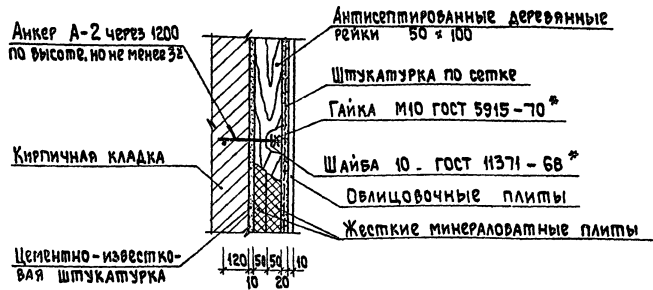 Анкер А-2 через 1200
по высоте, но не менее 3х
Кирпичная кладка
Цементно-известко-
вая штукатурка
Антисептированные деревянные
рейки 50 × 100
Штукатурка по сетке
Гайка М10 ГОСТ 5915-70*
Шайба 10 - ГОСТ 11371-68*
Облицовочные плиты
Жесткие минераловатные плиты
120 50 50 10
10 20